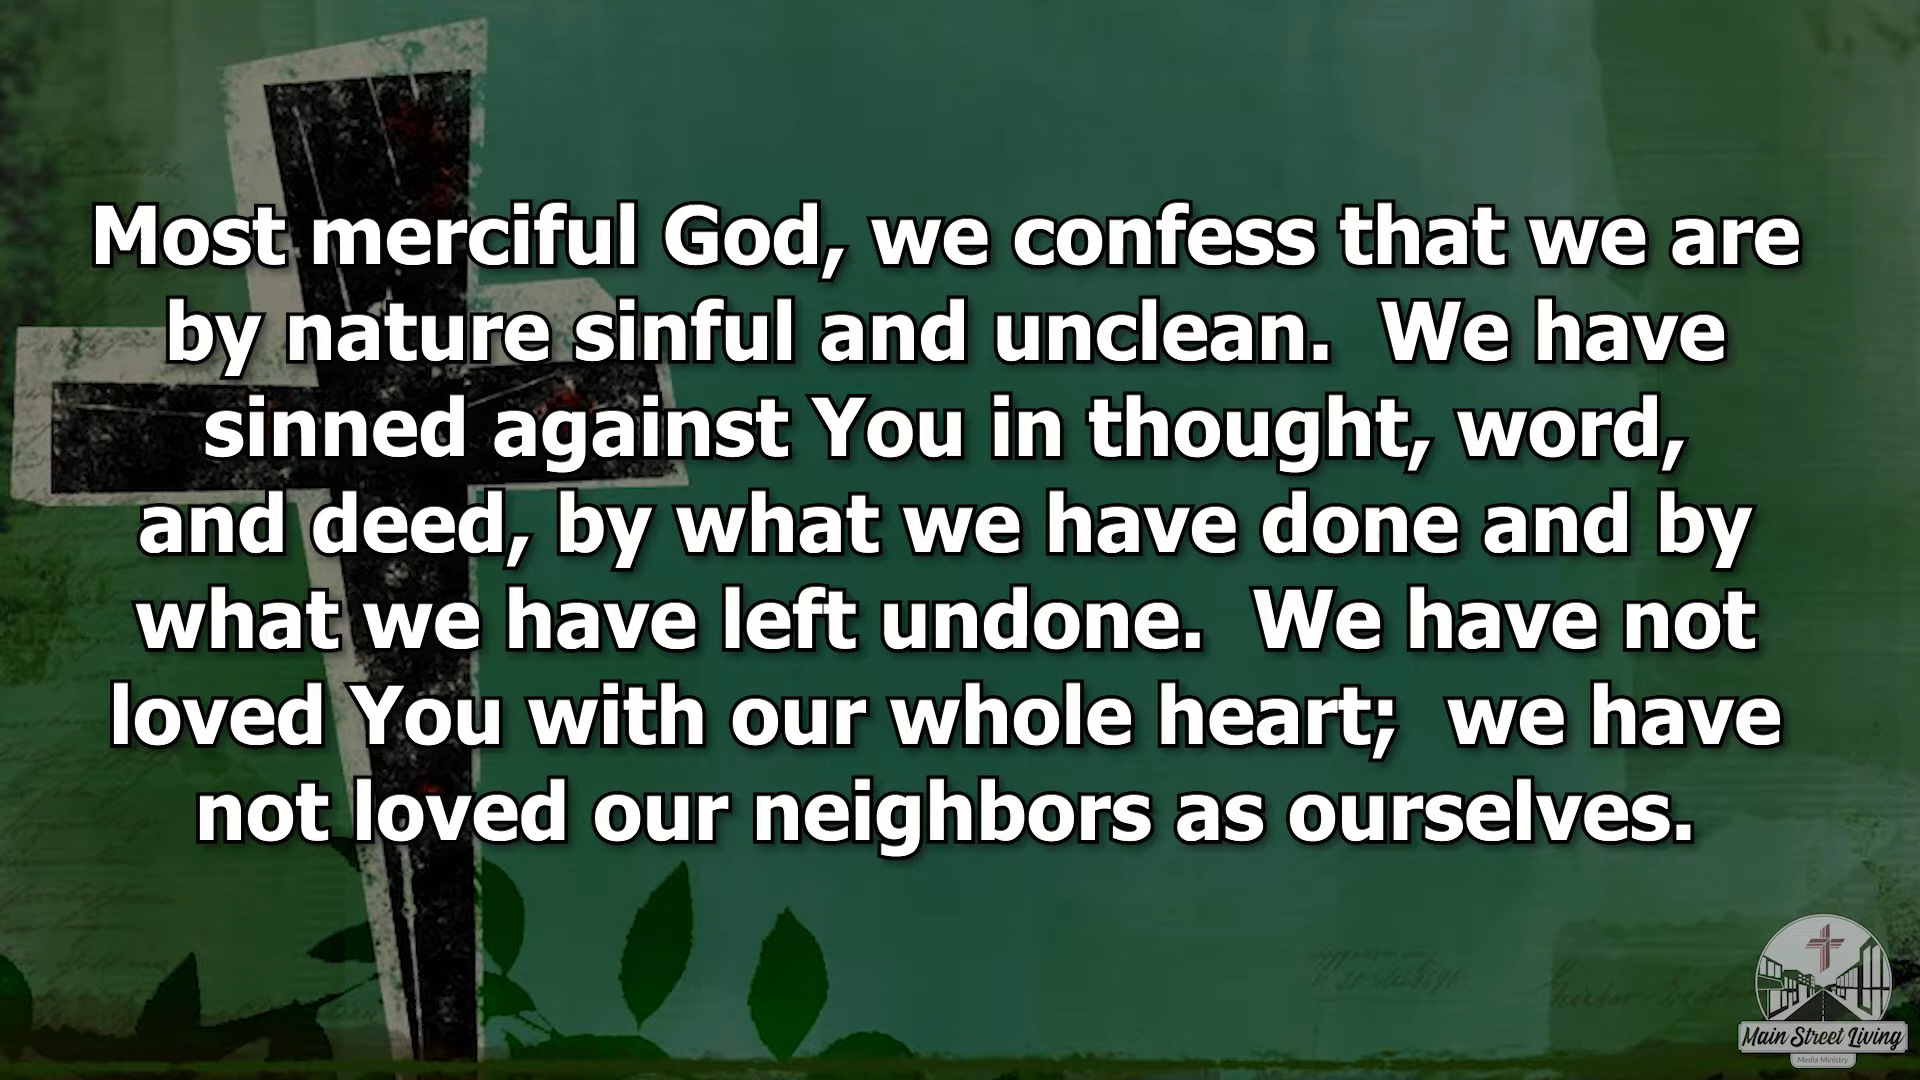 Most merciful God, we confess that we are
by nature sinful and unclean.  We have
sinned against You in thought, word,
and deed, by what we have done and by
what we have left undone.  We have not
loved You with our whole heart;  we have
not loved our neighbors as ourselves.
Main Street Living
Media Ministry